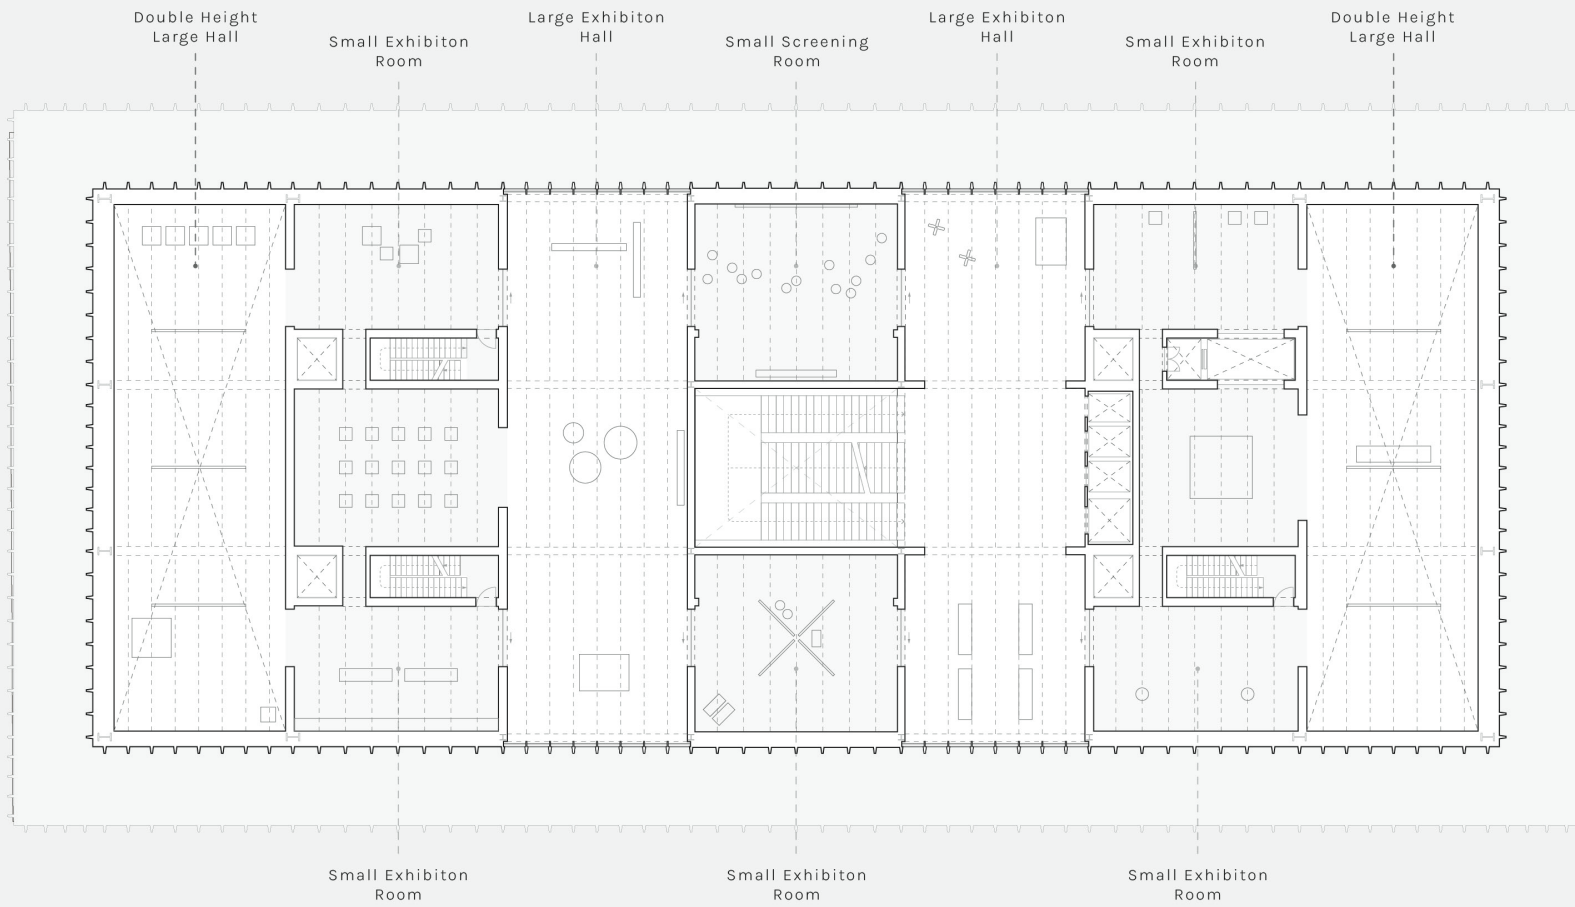 Double Height
Large Hall
Small Exhibiton
Room
Large Exhibiton
Hall
Small Screening
Room
Large Exhibiton
Hall
Small Exhibiton
Room
Double Height
Large Hall
Small Exhibiton
Room
Small Exhibiton
Room
Small Exhibiton
Room